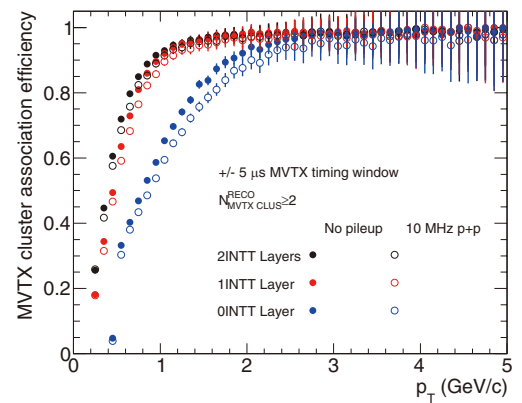 MVTX cluster association efficiency
1
0.8
0.6
0.4
0.2
0
+/- 5 μs MVTX timing window
N^RECO_MVTX CLUS ≥2
No pileup 10 MHz p+p
2INTT Layers
1INTT Layer
0INTT Layer
0 1 2 3 4 5
p_T (GeV/c)